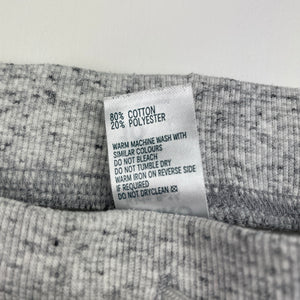 80% COTTON
20% POLYESTER
WARM MACHINE WASH WITH
SIMILAR COLOURS
DO NOT BLEACH
DO NOT TUMBLE DRY
WARM IRON ON REVERSE SIDE
IF REQUIRED
DO NOT DRYCLEAN